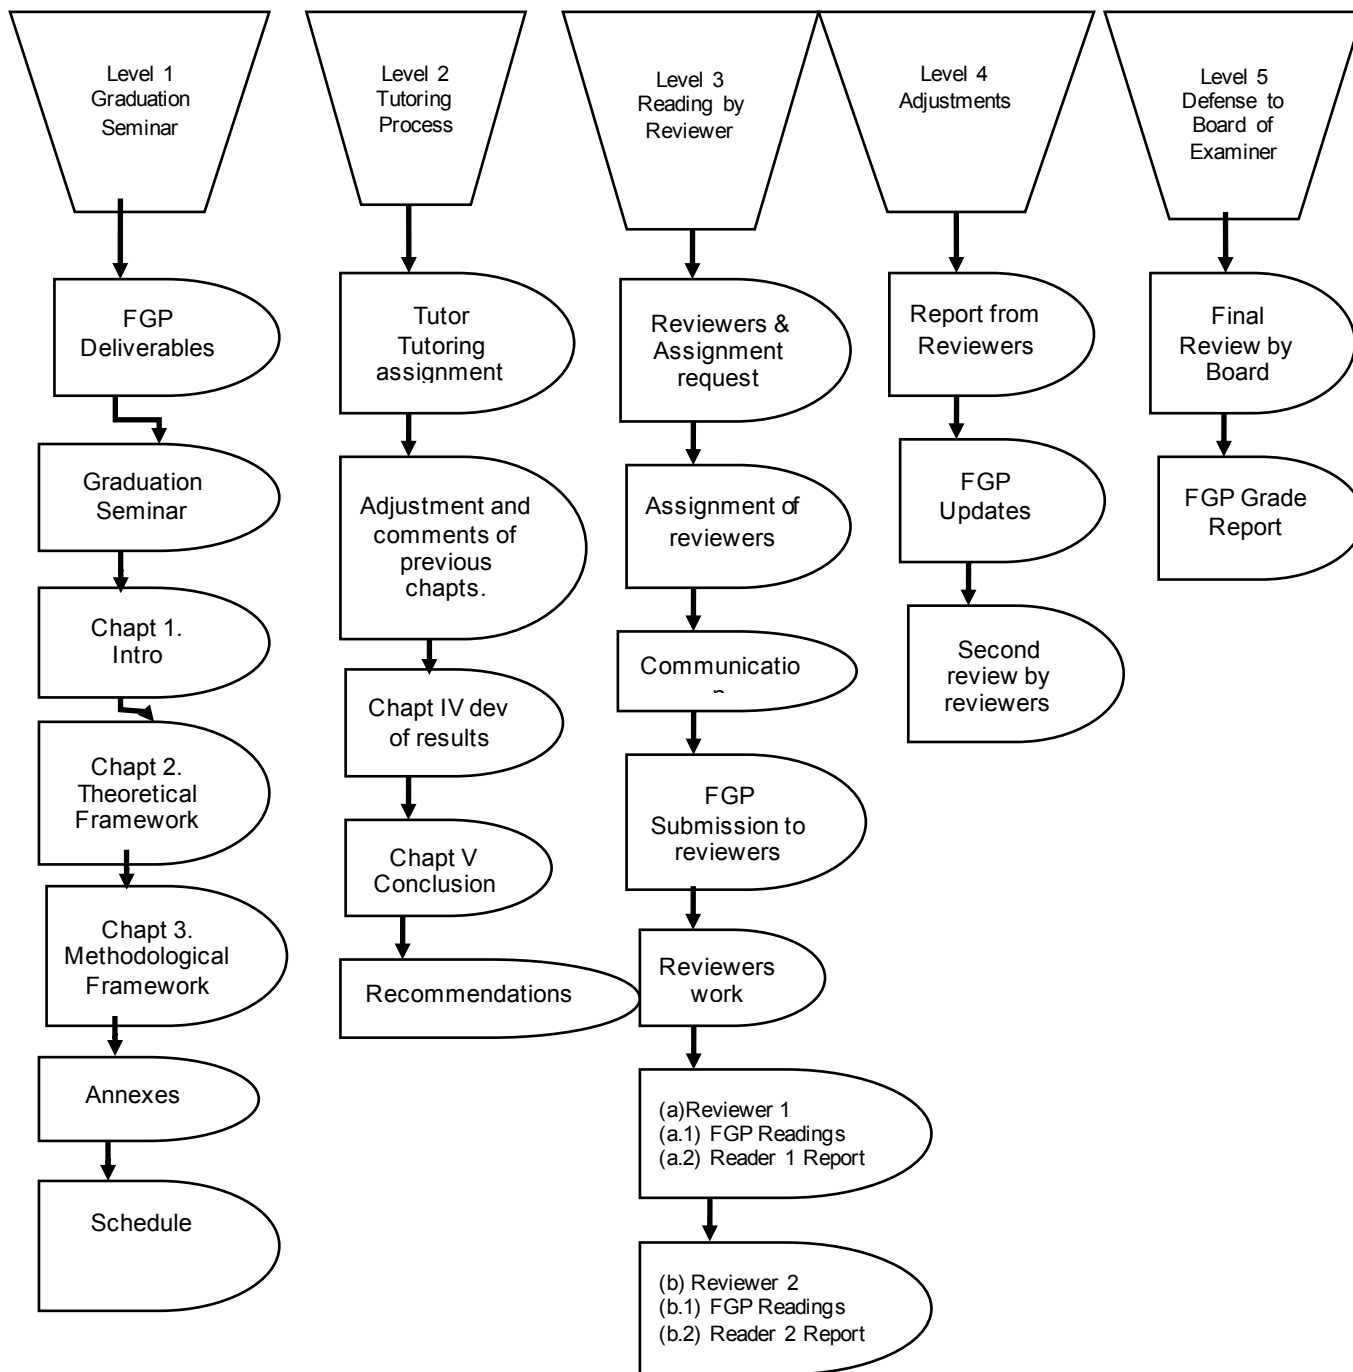 Level 1
Graduation
Seminar
FGP
Deliverables
Graduation
Seminar
Chapt 1.
Intro
Chapt 2.
Theoretical
Framework
Chapt 3.
Methodological
Framework
Annexes
Schedule
Level 2
Tutoring
Process
Tutor
Tutoring
assignment
Adjustment and
comments of
previous
chapts.
Chapt IV dev
of results
Chapt V
Conclusion
Recommendations
Level 3
Reading by
Reviewer
Reviewers &
Assignment
request
Assignment of
reviewers
Communicatio
n
FGP
Submission to
reviewers
Reviewers
work
(a)Reviewer 1
(a.1) FGP Readings
(a.2) Reader 1 Report
(b) Reviewer 2
(b.1) FGP Readings
(b.2) Reader 2 Report
Level 4
Adjustments
Report from
Reviewers
FGP
Updates
Second
review by
reviewers
Level 5
Defense to
Board of
Examiner
Final
Review by
Board
FGP Grade
Report